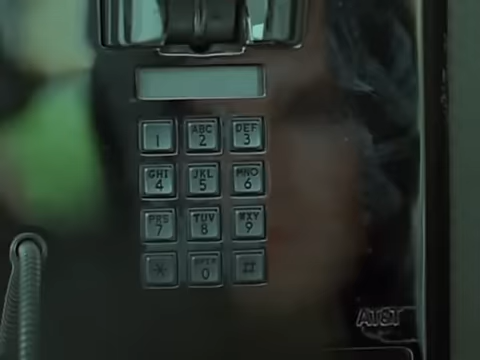 1 ABC 2 DEF 3
GHI 4 JKL 5 MNO 6
PRS 7 TUV 8 WXY 9
* OPER 0 #
AT&T